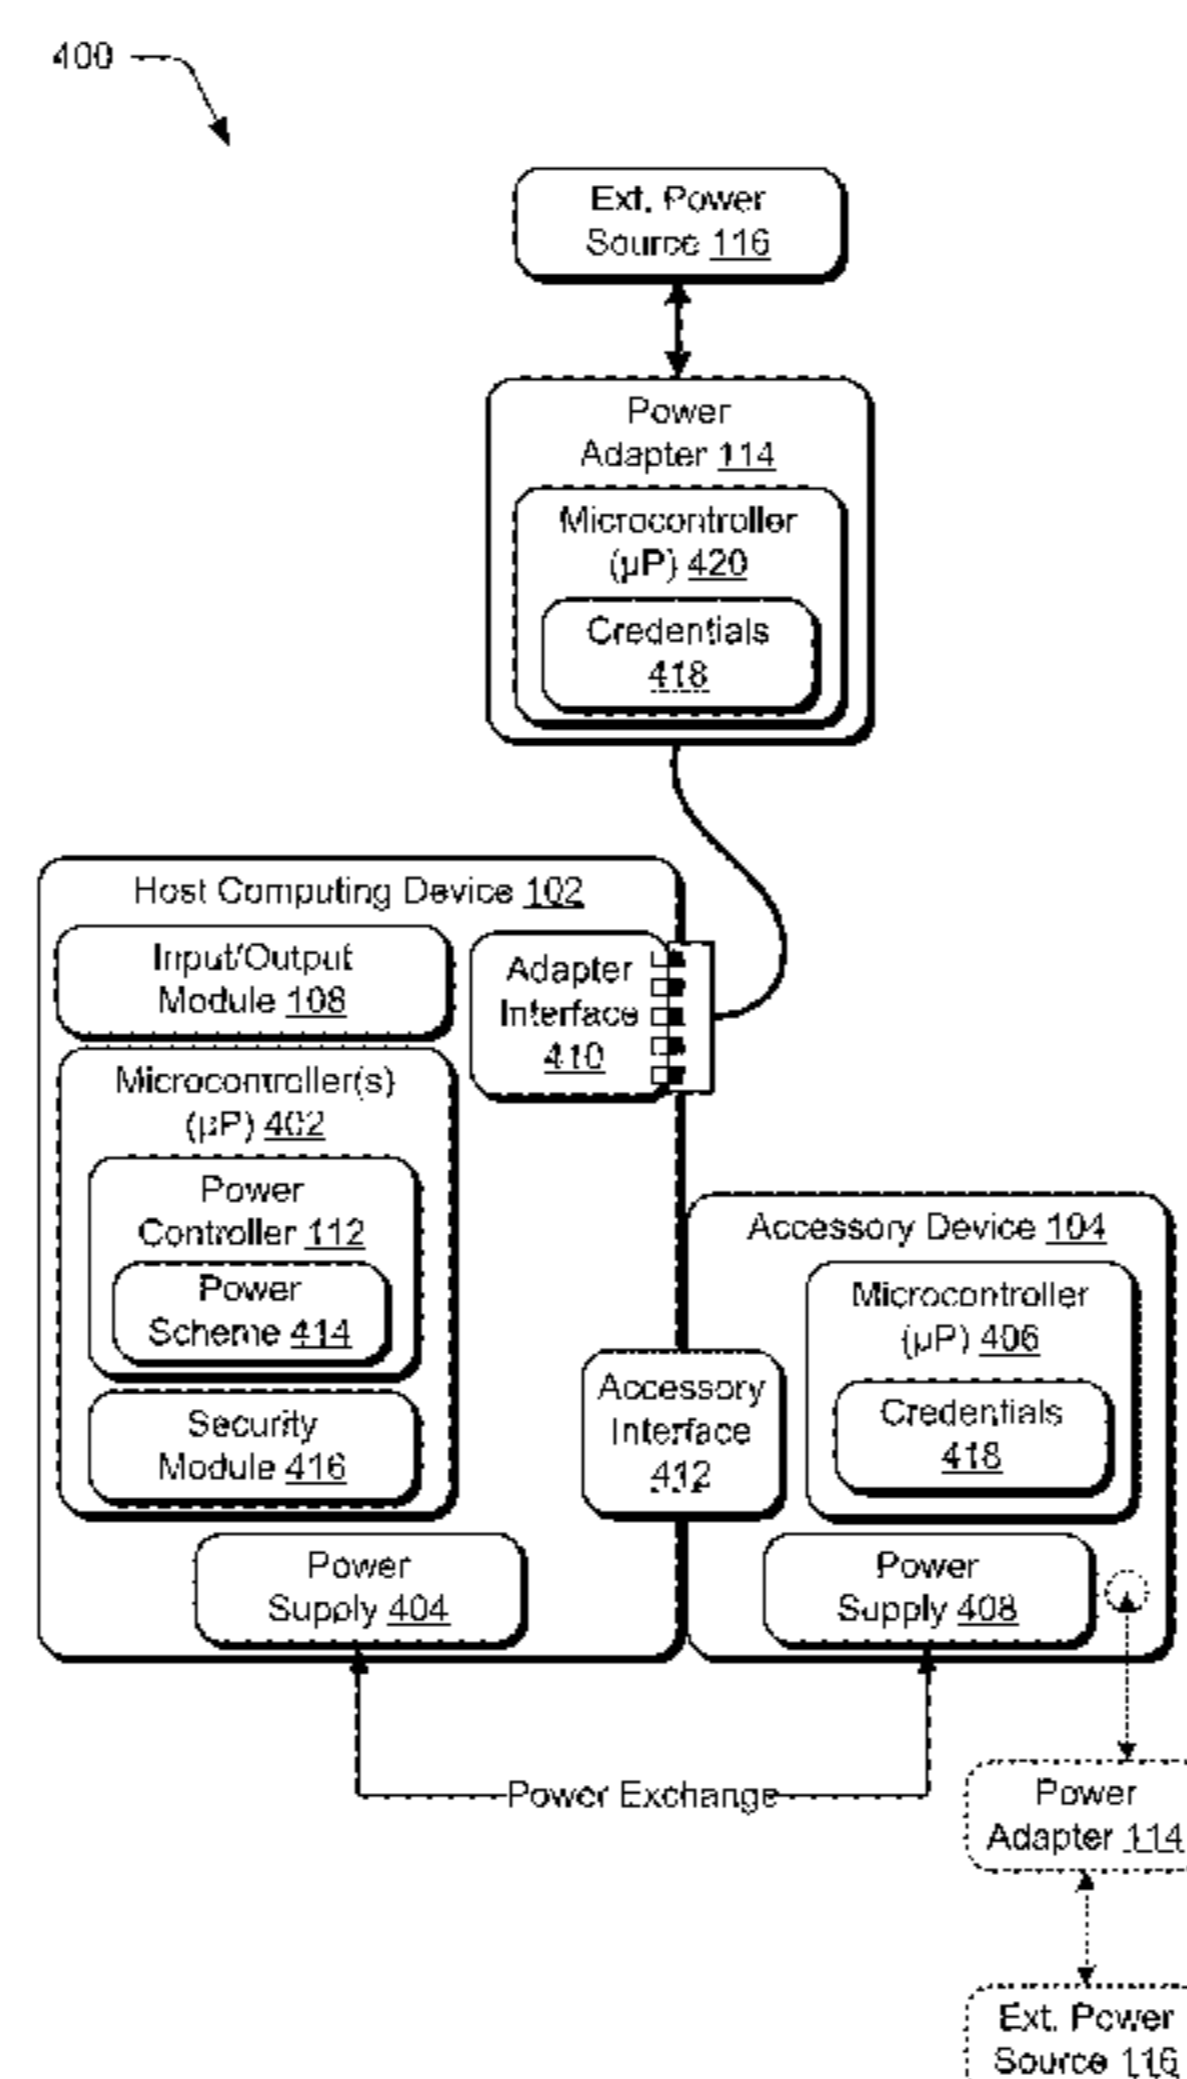 400
Ext. Power
Source 116
Power
Adapter 114
Microcontroller
(µP) 420
Credentials
418
Host Computing Device 102
Input/Output
Module 108
Adapter
Interface
410
Microcontroller(s)
(µP) 402
Power
Controller 112
Power
Scheme 414
Security
Module 416
Power
Supply 404
Accessory Device 104
Microcontroller
(µP) 406
Credentials
418
Accessory
Interface
412
Power
Supply 408
Power Exchange
Power
Adapter 114
Ext. Power
Source 116